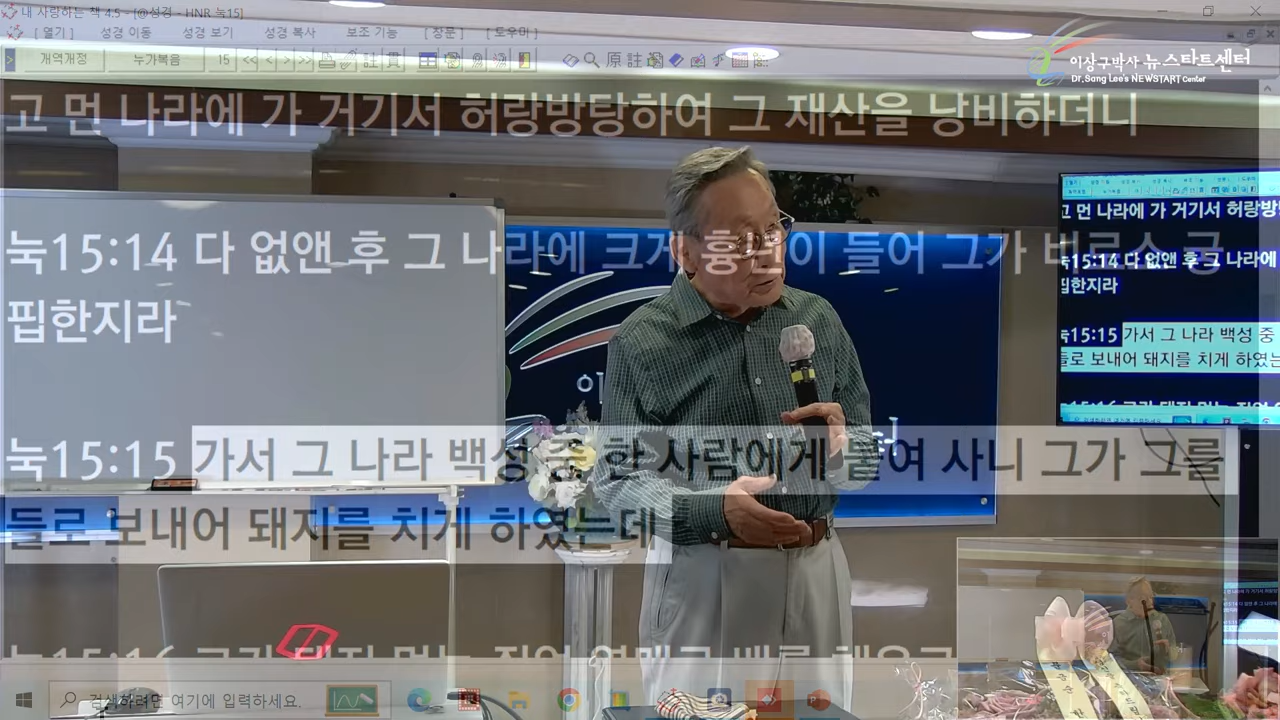 내 사랑하는 책 4.5 - [@성경 - HNR 눅15]
[열기] 성경 이동 성경 보기 성경 복사 보조 기능 [창문] [도우미]
개역개정 누가복음 15
이상구박사 뉴스타트센터
Dr.Sang Lee's NEWSTART Center
고 먼 나라에 가 거기서 허랑방탕하여 그 재산을 낭비하더니
눅15:14 다 없앤 후 그 나라에 크게 흉년이 들어 그가 비로소 궁
핍한지라
눅15:15 가서 그 나라 백성 중 한 사람에게 붙여 사니 그가 그를
들로 보내어 돼지를 치게 하였는데
고 먼 나라에 가 거기서 허랑방
눅15:14 다 없앤 후 그 나라에
핍한지라
눅15:15 가서 그 나라 백성 중
들로 보내어 돼지를 치게 하였는
검색하려면 여기에 입력하세요.